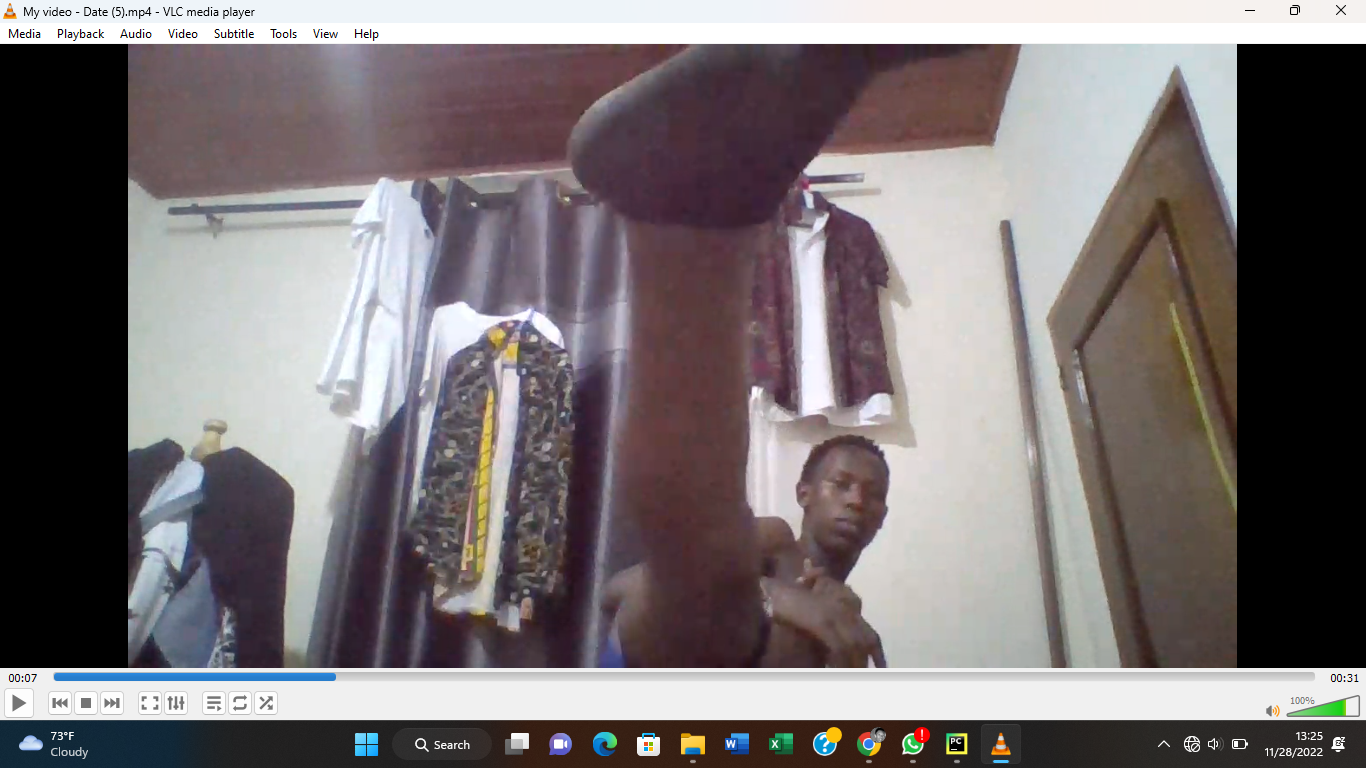 My video - Date (5).mp4 - VLC media player
Media Playback Audio Video Subtitle Tools View Help
00:07
00:31
100%
73°F
Cloudy
Search
PC
13:25
11/28/2022